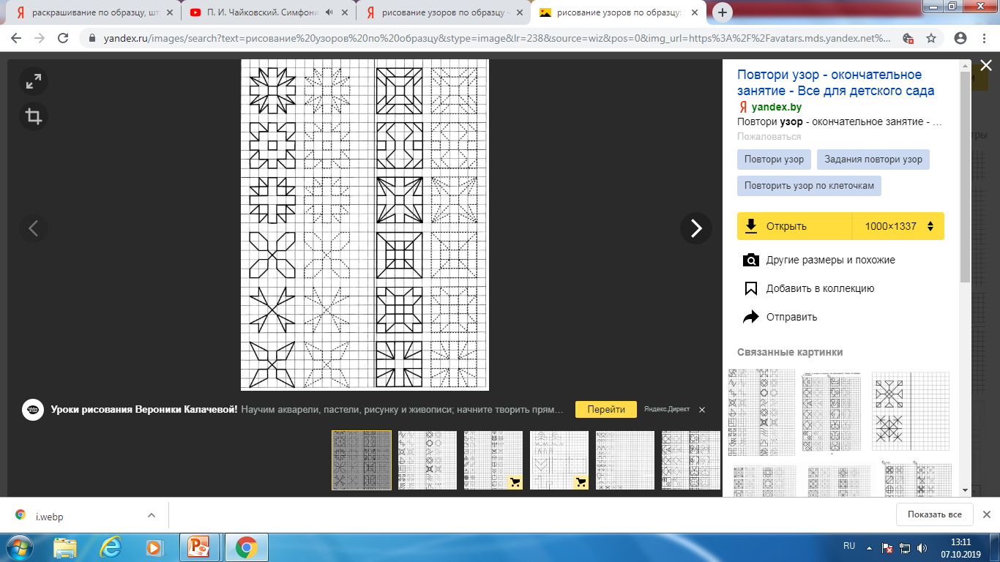 раскрашивание по образцу, шт
П. И. Чайковский. Симфони
рисование узоров по образцу -
рисование узоров по образцу:
yandex.ru/images/search?text=рисование%20узоров%20по%20образцу&stype=image&lr=238&source=wiz&pos=0&img_url=https%3A%2F%2Favatars.mds.yandex.net%...
Повтори узор - окончательное
занятие - Все для детского сада
yandex.by
Повтори узор - окончательное занятие - ...
Пожаловаться
Повтори узор
Задания повтори узор
Повторить узор по клеточкам
Открыть
1000×1337
Другие размеры и похожие
Добавить в коллекцию
Отправить
Связанные картинки
Уроки рисования Вероники Калачевой! Научим акварели, пастели, рисунку и живописи; начните творить прям...
Перейти
Яндекс.Директ
i.webp
Показать все
RU
13:11
07.10.2019